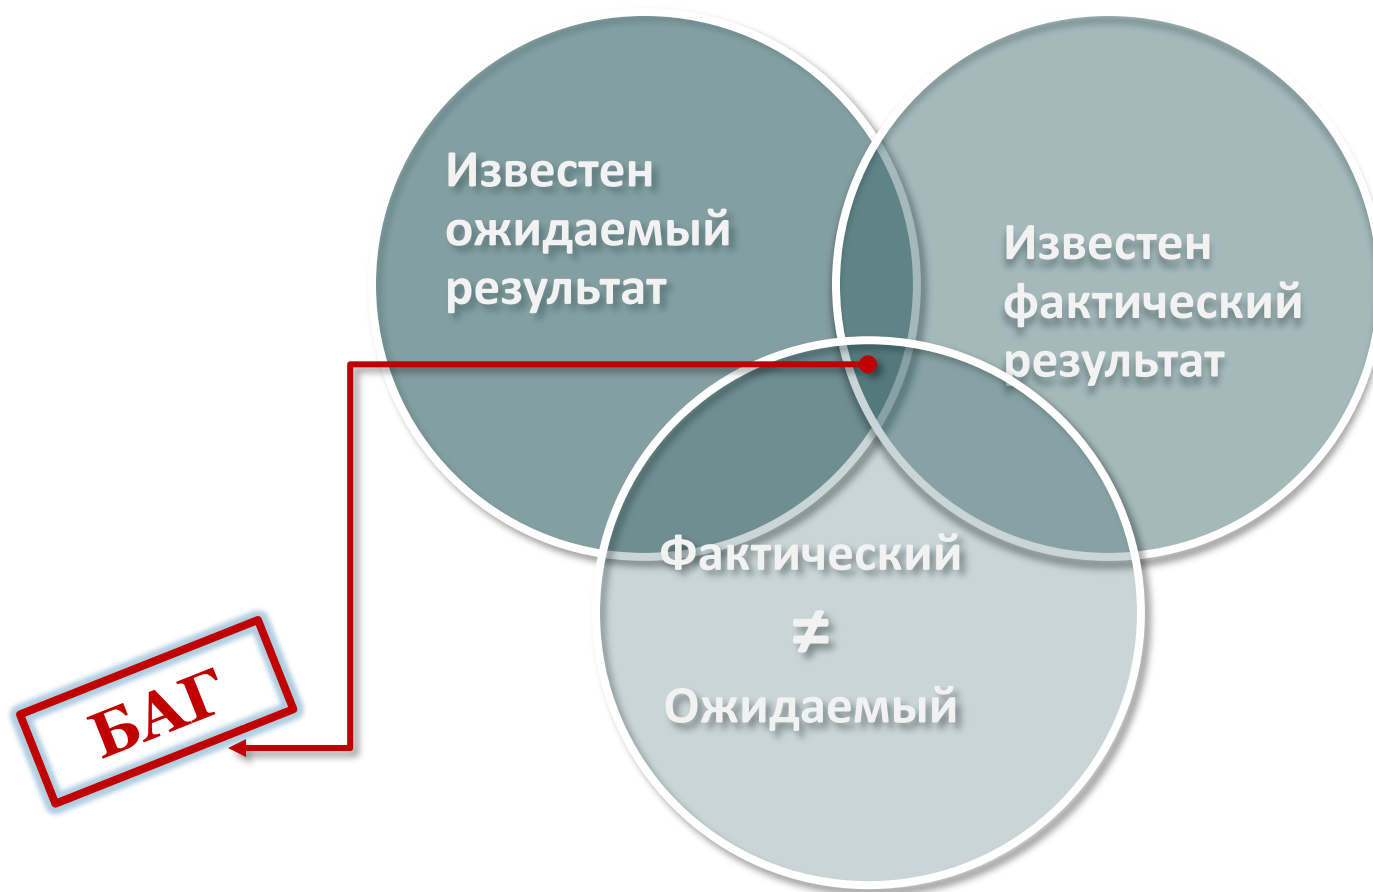 Известен
ожидаемый
результат
Известен
фактический
результат
Фактический
≠
Ожидаемый
БАГ